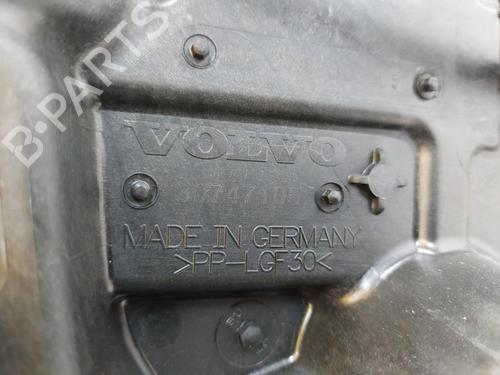 VOLVO
MADE IN GERMANY
>PP-LGF30<
B-PARTS